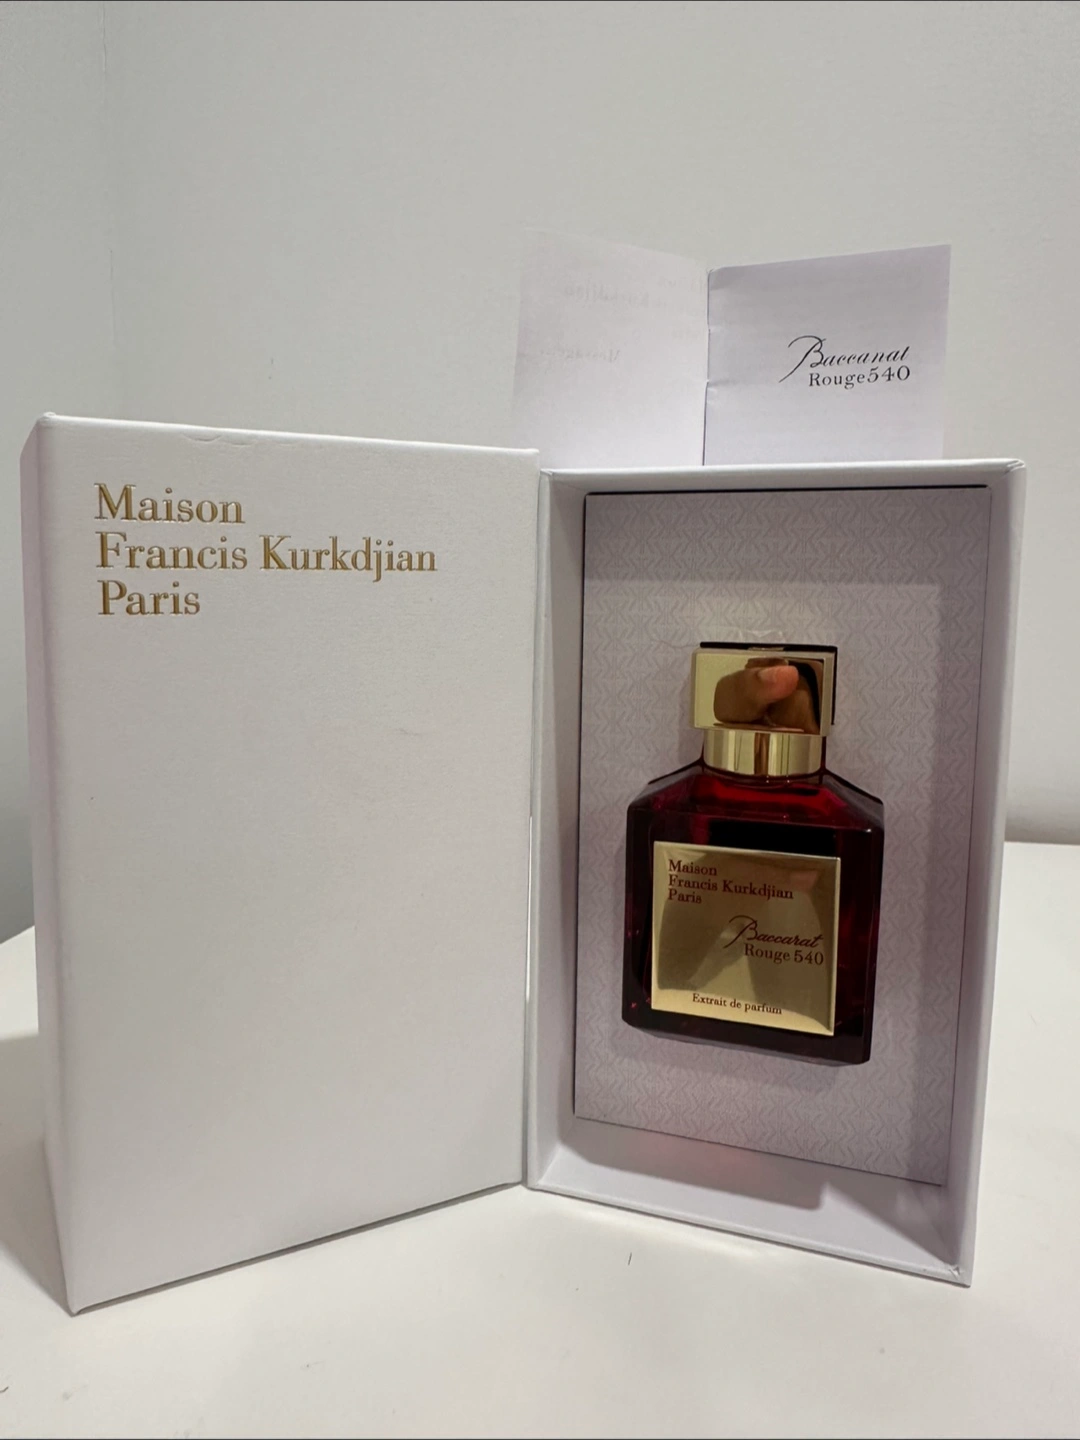 Baccarat
Rouge540
Maison
Francis Kurkdjian
Paris
Maison
Francis Kurkdjian
Paris
Baccarat
Rouge 540
Extrait de parfum